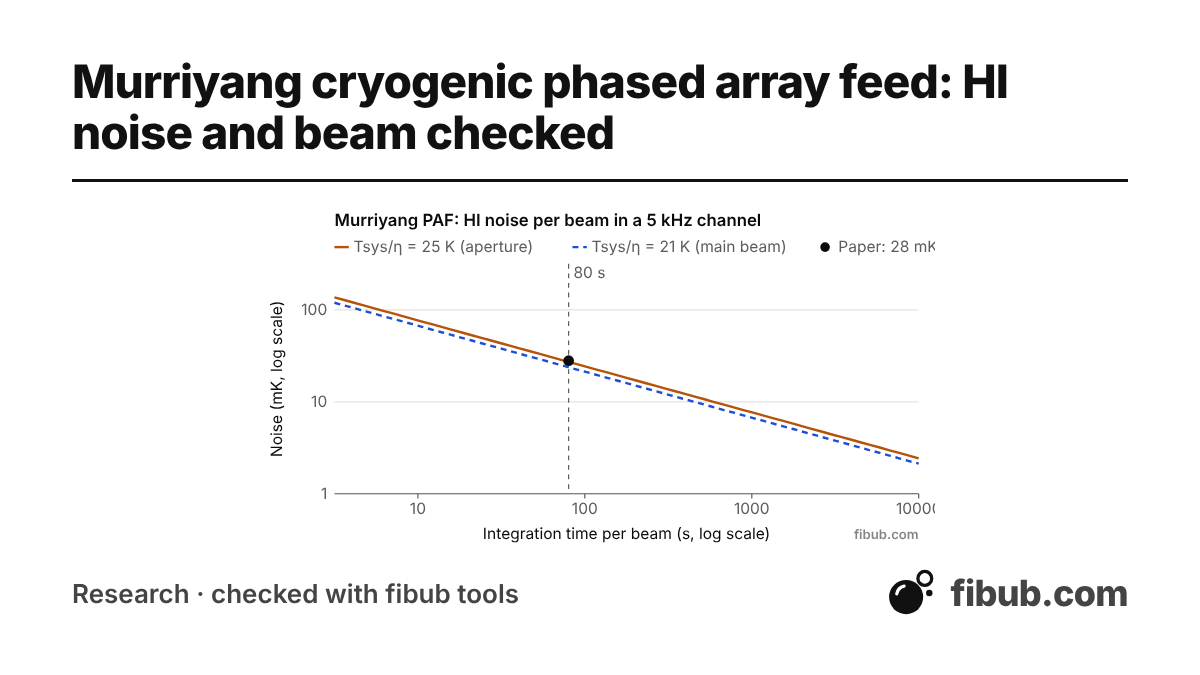 Murriyang cryogenic phased array feed: HI
noise and beam checked
Murriyang PAF: HI noise per beam in a 5 kHz channel
Tsys/η = 25 K (aperture) Tsys/η = 21 K (main beam) Paper: 28 mK
80 s
Noise (mK, log scale)
100
10
1
10 100 1000 10000
Integration time per beam (s, log scale)
fibub.com
Research · checked with fibub tools
fibub.com